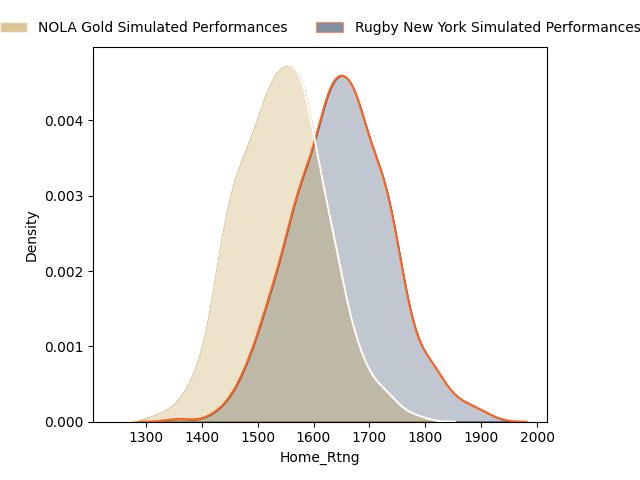 NOLA Gold Simulated Performances
Rugby New York Simulated Performances
0.004
0.003
0.002
0.001
0.000
Density
1300 1400 1500 1600 1700 1800 1900 2000
Home_Rtng